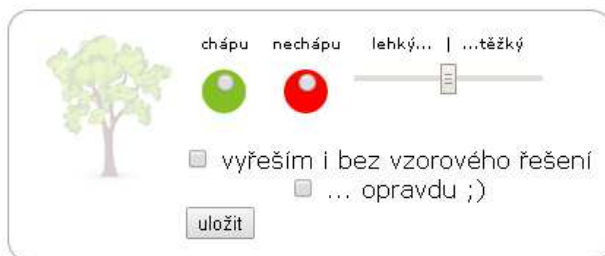 chápu nechápu lehký... | ...těžký
vyřeším i bez vzorového řešení
... opravdu ;)
uložit